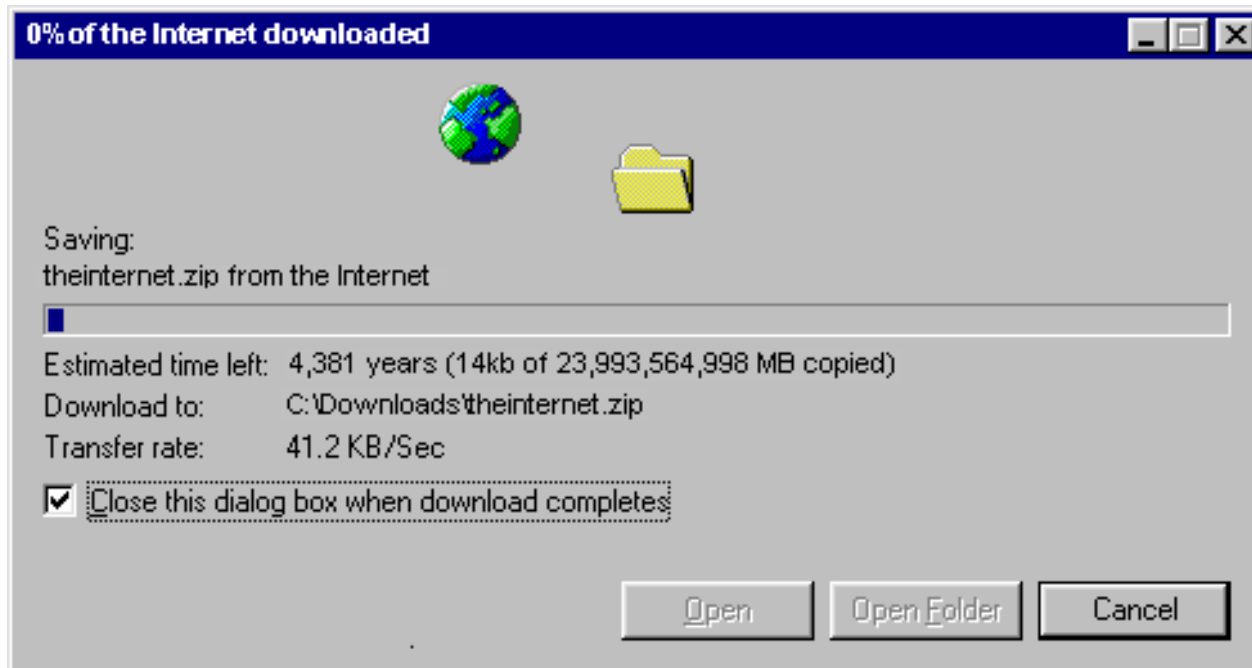 0% of the Internet downloaded
Saving:
theinternet.zip from the Internet
Estimated time left: 4,381 years (14kb of 23,993,564,998 MB copied)
Download to: C:\Downloads\theinternet.zip
Transfer rate: 41.2 KB/Sec
Close this dialog box when download completes
Open Open Folder Cancel